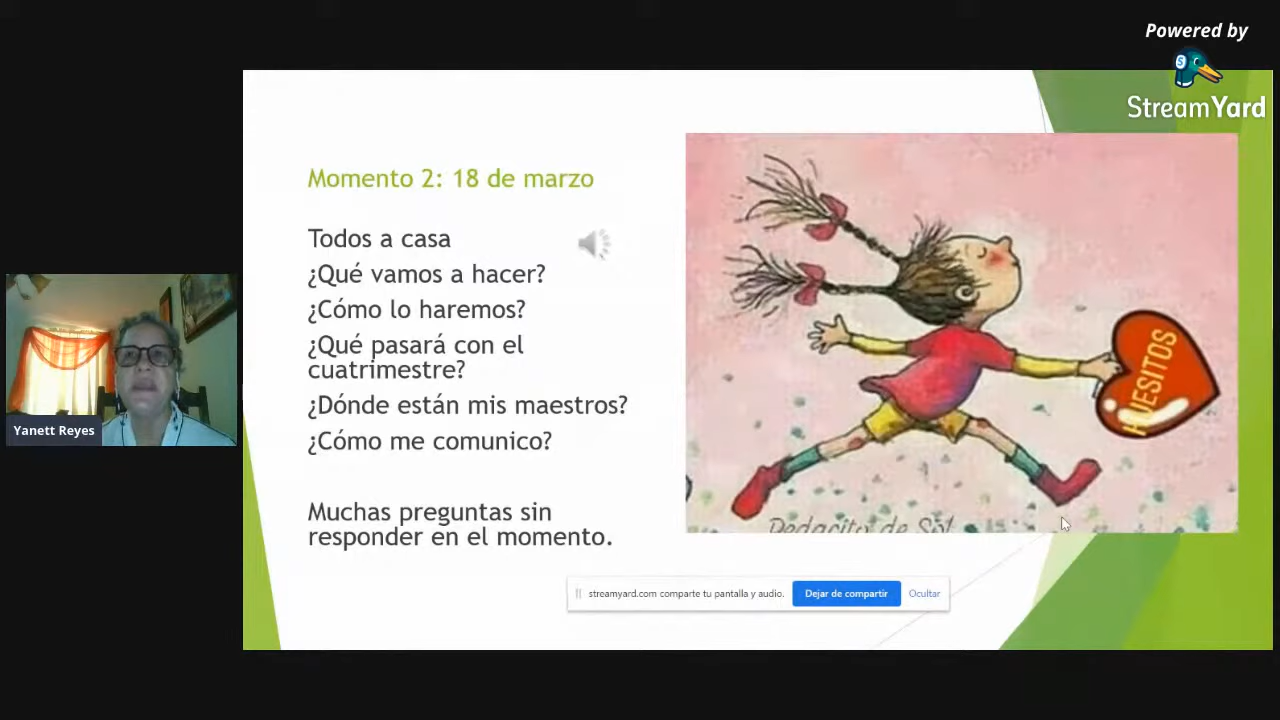 Powered by
StreamYard
Momento 2: 18 de marzo
Todos a casa
¿Qué vamos a hacer?
¿Cómo lo haremos?
¿Qué pasará con el
cuatrimestre?
¿Dónde están mis maestros?
¿Cómo me comunico?
Muchas preguntas sin
responder en el momento.
HUESITOS
Pedacito de Sol
Yanett Reyes
streamyard.com comparte tu pantalla y audio.
Dejar de compartir
Ocultar